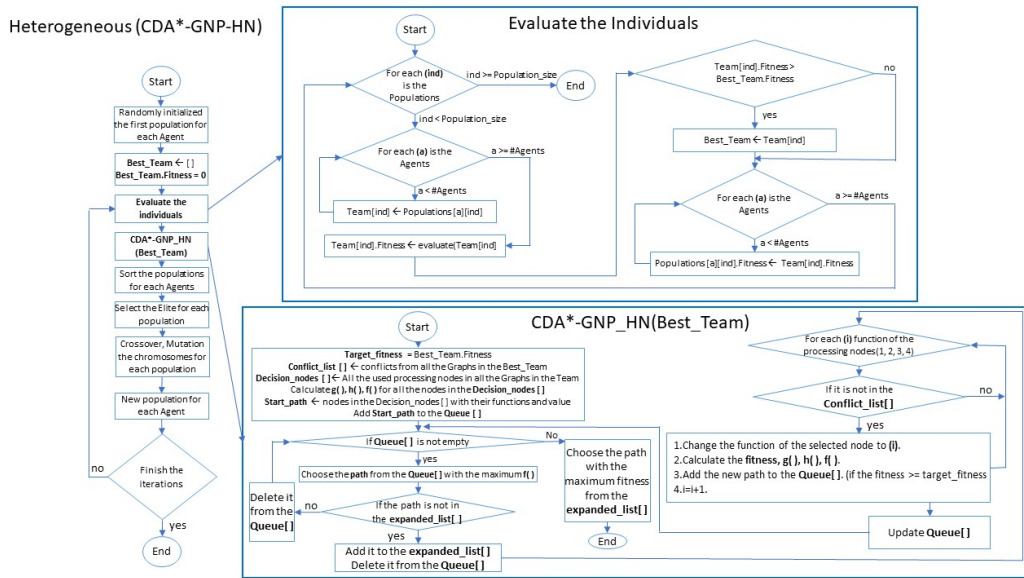 Heterogeneous (CDA*-GNP-HN)
Start
Randomly initialized
the first population for
each Agent
Best_Team ← [ ]
Best_Team.Fitness = 0
Evaluate the
individuals
CDA*-GNP_HN
(Best_Team)
Sort the populations
for each Agents
Select the Elite for each
population
Crossover, Mutation
the chromosomes for
each population
New population for
each Agent
Finish the
iterations
no
yes
End
Evaluate the Individuals
Start
For each (ind)
is the
Populations
ind >= Population_size
End
ind < Population_size
For each (a) is the
Agents
a >= #Agents
a < #Agents
Team[ind] ← Populations [a][ind]
Team[ind].Fitness ← evaluate(Team[ind]
Team[ind].Fitness >
Best_Team.Fitness
no
yes
Best_Team ← Team[ind]
For each (a) is the
Agents
a >= #Agents
a < #Agents
Populations [a][ind].Fitness ← Team[ind].Fitness
CDA*-GNP_HN(Best_Team)
Start
Target_fitness = Best_Team.Fitness
Conflict_list [ ] ← conflicts from all the Graphs in the Best_Team
Decision_nodes [ ] ← All the used processing nodes in all the Graphs in the Team
Calculate g( ), h( ), f( ) for all the nodes in the Decision_nodes [ ]
Start_path ← nodes in the Decision_nodes [ ] with their functions and value
Add Start_path to the Queue [ ]
If Queue[ ] is not empty
No
yes
Choose the path from the Queue[ ] with the maximum f()
If the path is not in
the expanded_list[ ]
no
Delete it
from the
Queue[ ]
yes
Add it to the expanded_list[ ]
Delete it from the Queue[ ]
Choose the path
with the
maximum fitness
from the
expanded_list[ ]
End
For each (i) function of the
processing nodes(1, 2, 3, 4)
If it is not in the
Conflict_list[ ]
no
yes
1.Change the function of the selected node to (i).
2.Calculate the fitness, g( ), h( ), f( ).
3.Add the new path to the Queue[ ]. (if the fitness >= target_fitness
4.i=i+1.
Update Queue[ ]